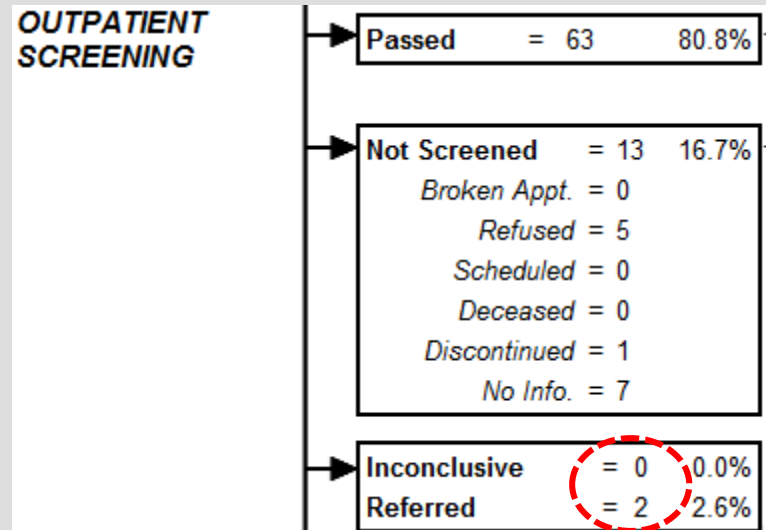 OUTPATIENT
SCREENING
Passed = 63 80.8%
Not Screened = 13 16.7%
Broken Appt. = 0
Refused = 5
Scheduled = 0
Deceased = 0
Discontinued = 1
No Info. = 7
Inconclusive = 0 0.0%
Referred = 2 2.6%